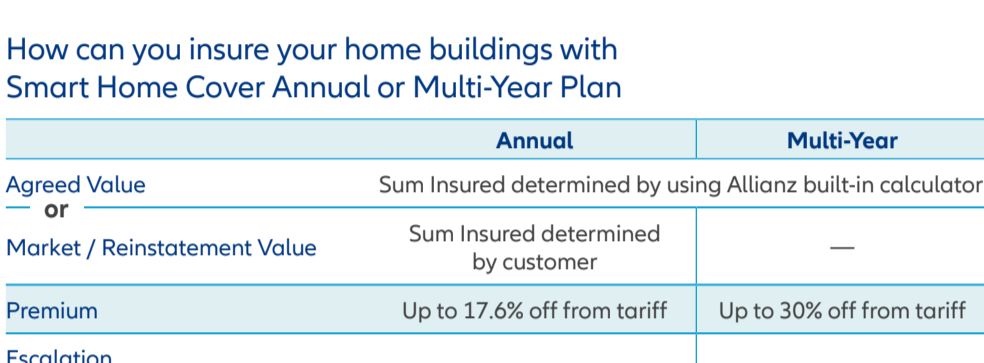 How can you insure your home buildings with
Smart Home Cover Annual or Multi-Year Plan
Annual Multi-Year
Agreed Value Sum Insured determined by using Allianz built-in calculator
or
Market / Reinstatement Value Sum Insured determined
by customer —
Premium Up to 17.6% off from tariff Up to 30% off from tariff
Escalation